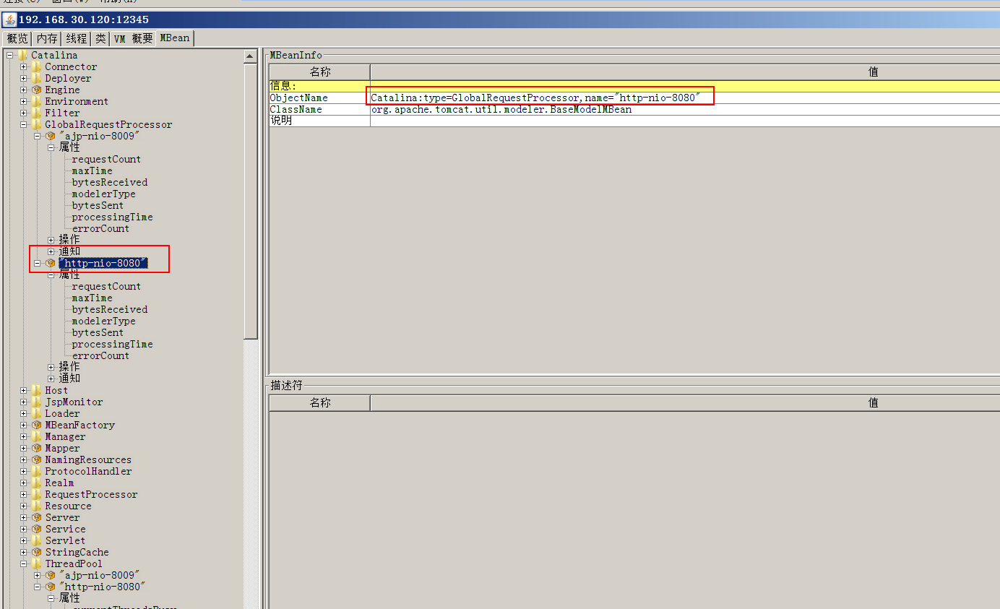 192.168.30.120:12345
概览 内存 线程 类 VM 概要 MBean
Catalina
Connector
Deployer
Engine
Environment
Filter
GlobalRequestProcessor
"ajp-nio-8009"
属性
requestCount
maxTime
bytesReceived
modelerType
bytesSent
processingTime
errorCount
操作
通知
"http-nio-8080"
属性
requestCount
maxTime
bytesReceived
modelerType
bytesSent
processingTime
errorCount
操作
通知
Host
JspMonitor
Loader
MBeanFactory
Manager
Mapper
NamingResources
ProtocolHandler
Realm
RequestProcessor
Resource
Server
Service
Servlet
StringCache
ThreadPool
"ajp-nio-8009"
"http-nio-8080"
属性
MBeanInfo
名称 值
信息:
ObjectName Catalina:type=GlobalRequestProcessor,name="http-nio-8080"
ClassName org.apache.tomcat.util.modeler.BaseModelMBean
说明
描述符
名称 值